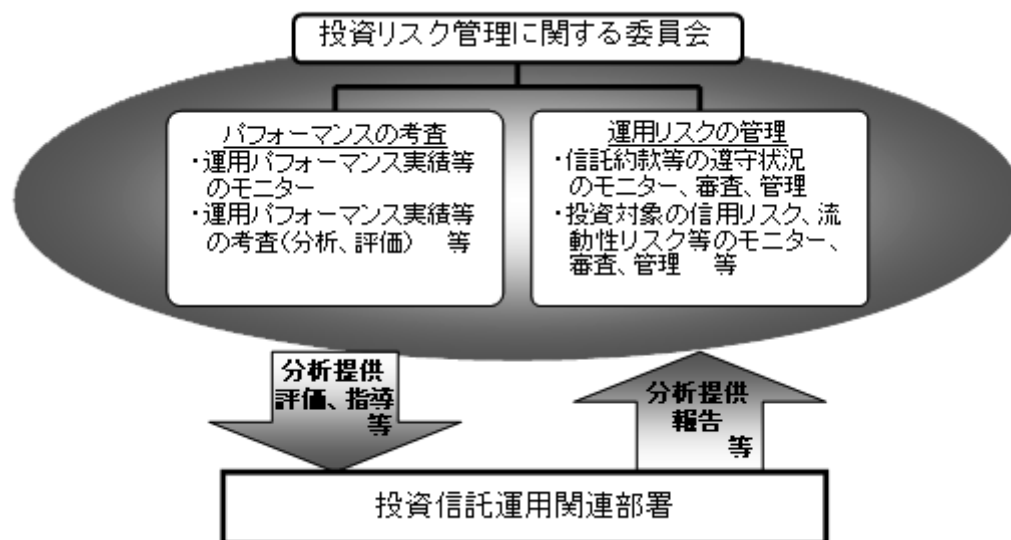 投資リスク管理に関する委員会
パフォーマンスの考査
・運用パフォーマンス実績等
のモニター
・運用パフォーマンス実績等
の考査(分析、評価) 等
運用リスクの管理
・信託約款等の遵守状況
のモニター、審査、管理
・投資対象の信用リスク、流
動性リスク等のモニター、
審査、管理 等
分析提供
評価、指導
等
分析提供
報告
等
投資信託運用関連部署